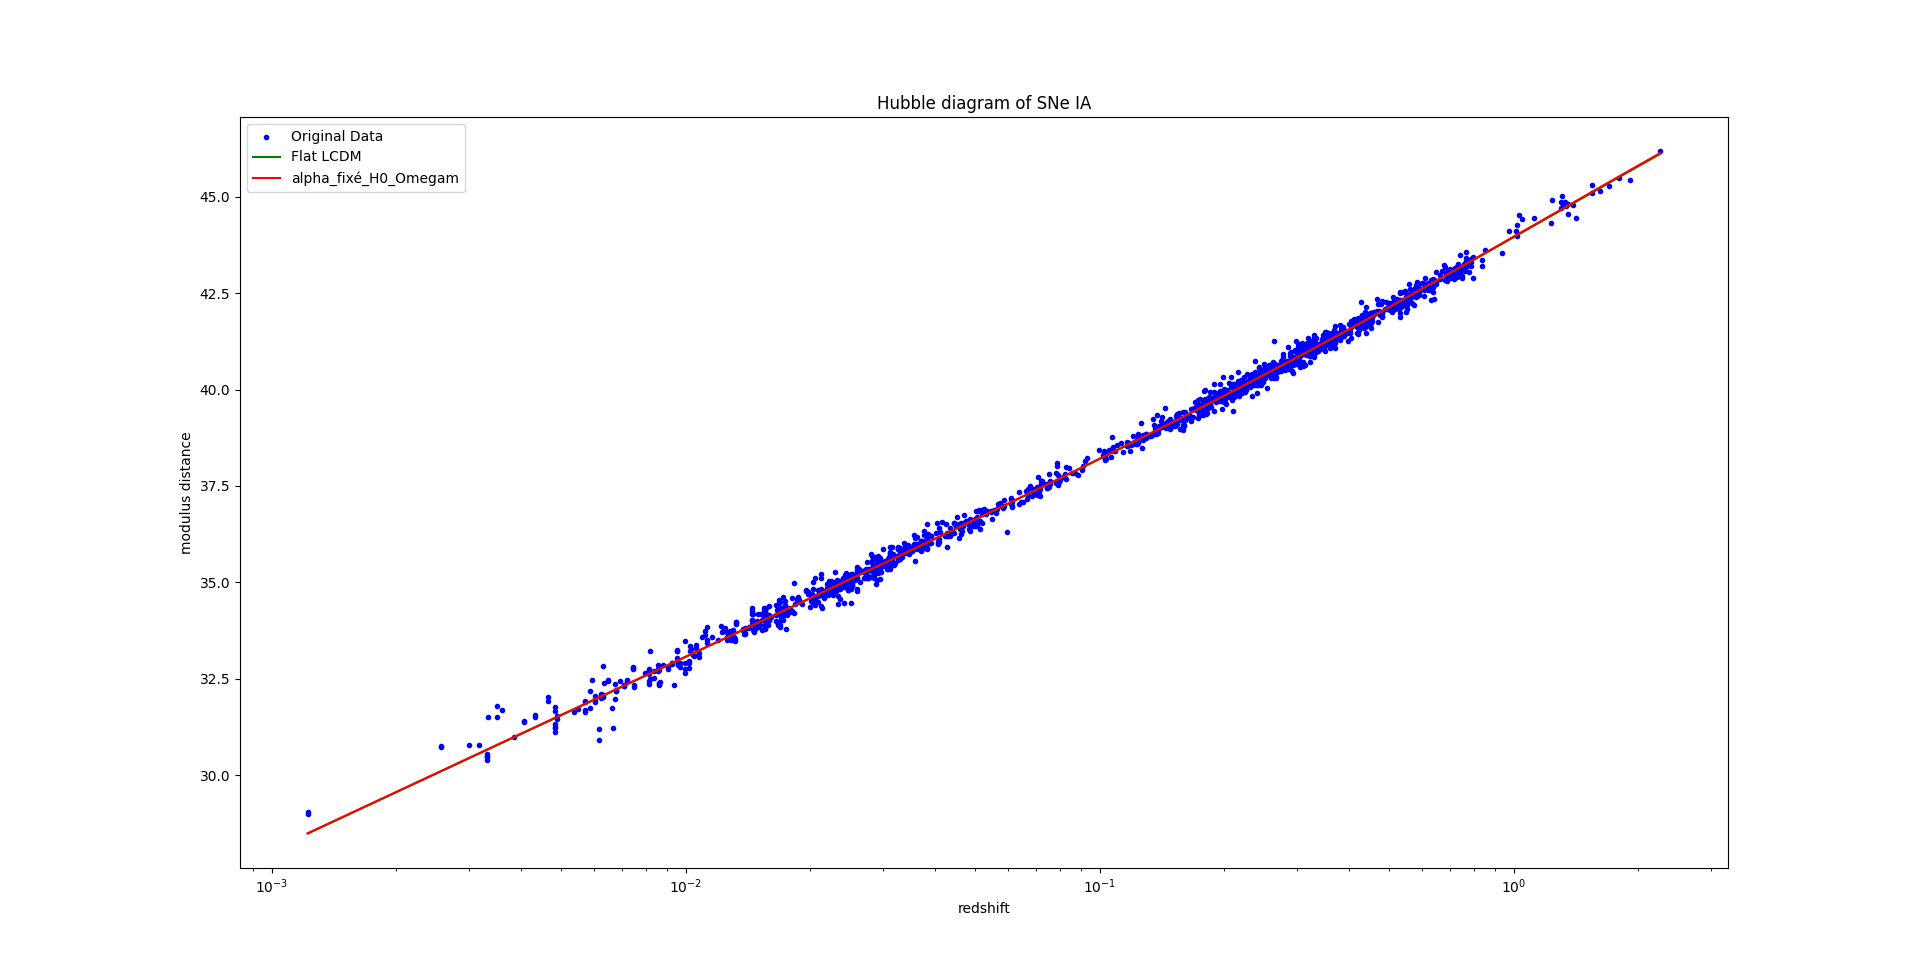 Hubble diagram of SNe IA
Original Data
Flat LCDM
alpha_fixé_H0_Omegam
45.0
42.5
40.0
37.5
35.0
32.5
30.0
modulus distance
10⁻³
10⁻²
10⁻¹
10⁰
redshift